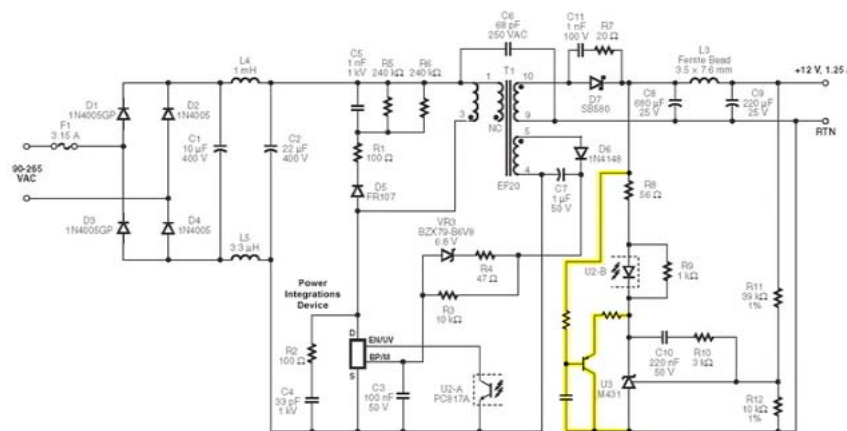 C6
68 pF
250 VAC
C11
1 nF
100 V
R7
20 Ω
L4
1 mH
C5
1 nF
1 kV
R5
240 kΩ
R6
240 kΩ
T1
1
10
3
NC
9
5
4
EF20
D7
SB580
L3
Ferrite Bead
3.5 × 7.6 mm
+12 V, 1.25
C8
680 µF
25 V
C9
220 µF
25 V
RTN
D1
1N4005GP
D2
1N4005
F1
3.15 A
C1
10 µF
400 V
C2
22 µF
400 V
90-265
VAC
R1
100 Ω
D5
FR107
D6
1N4148
C7
1 µF
50 V
R8
56 Ω
D3
1N4005GP
D4
1N4005
L5
3.3 µH
VR3
BZX79-B6V8
6.8 V
R4
47 Ω
R3
10 kΩ
U2-B
R9
1 kΩ
R11
39 kΩ
1%
Power
Integrations
Device
D
EN/UV
BP/M
S
R2
100 Ω
C4
33 pF
1 kV
C3
100 nF
50 V
U2-A
PC817A
C10
220 nF
50 V
R10
3 kΩ
U3
M431
R12
10 kΩ
1%